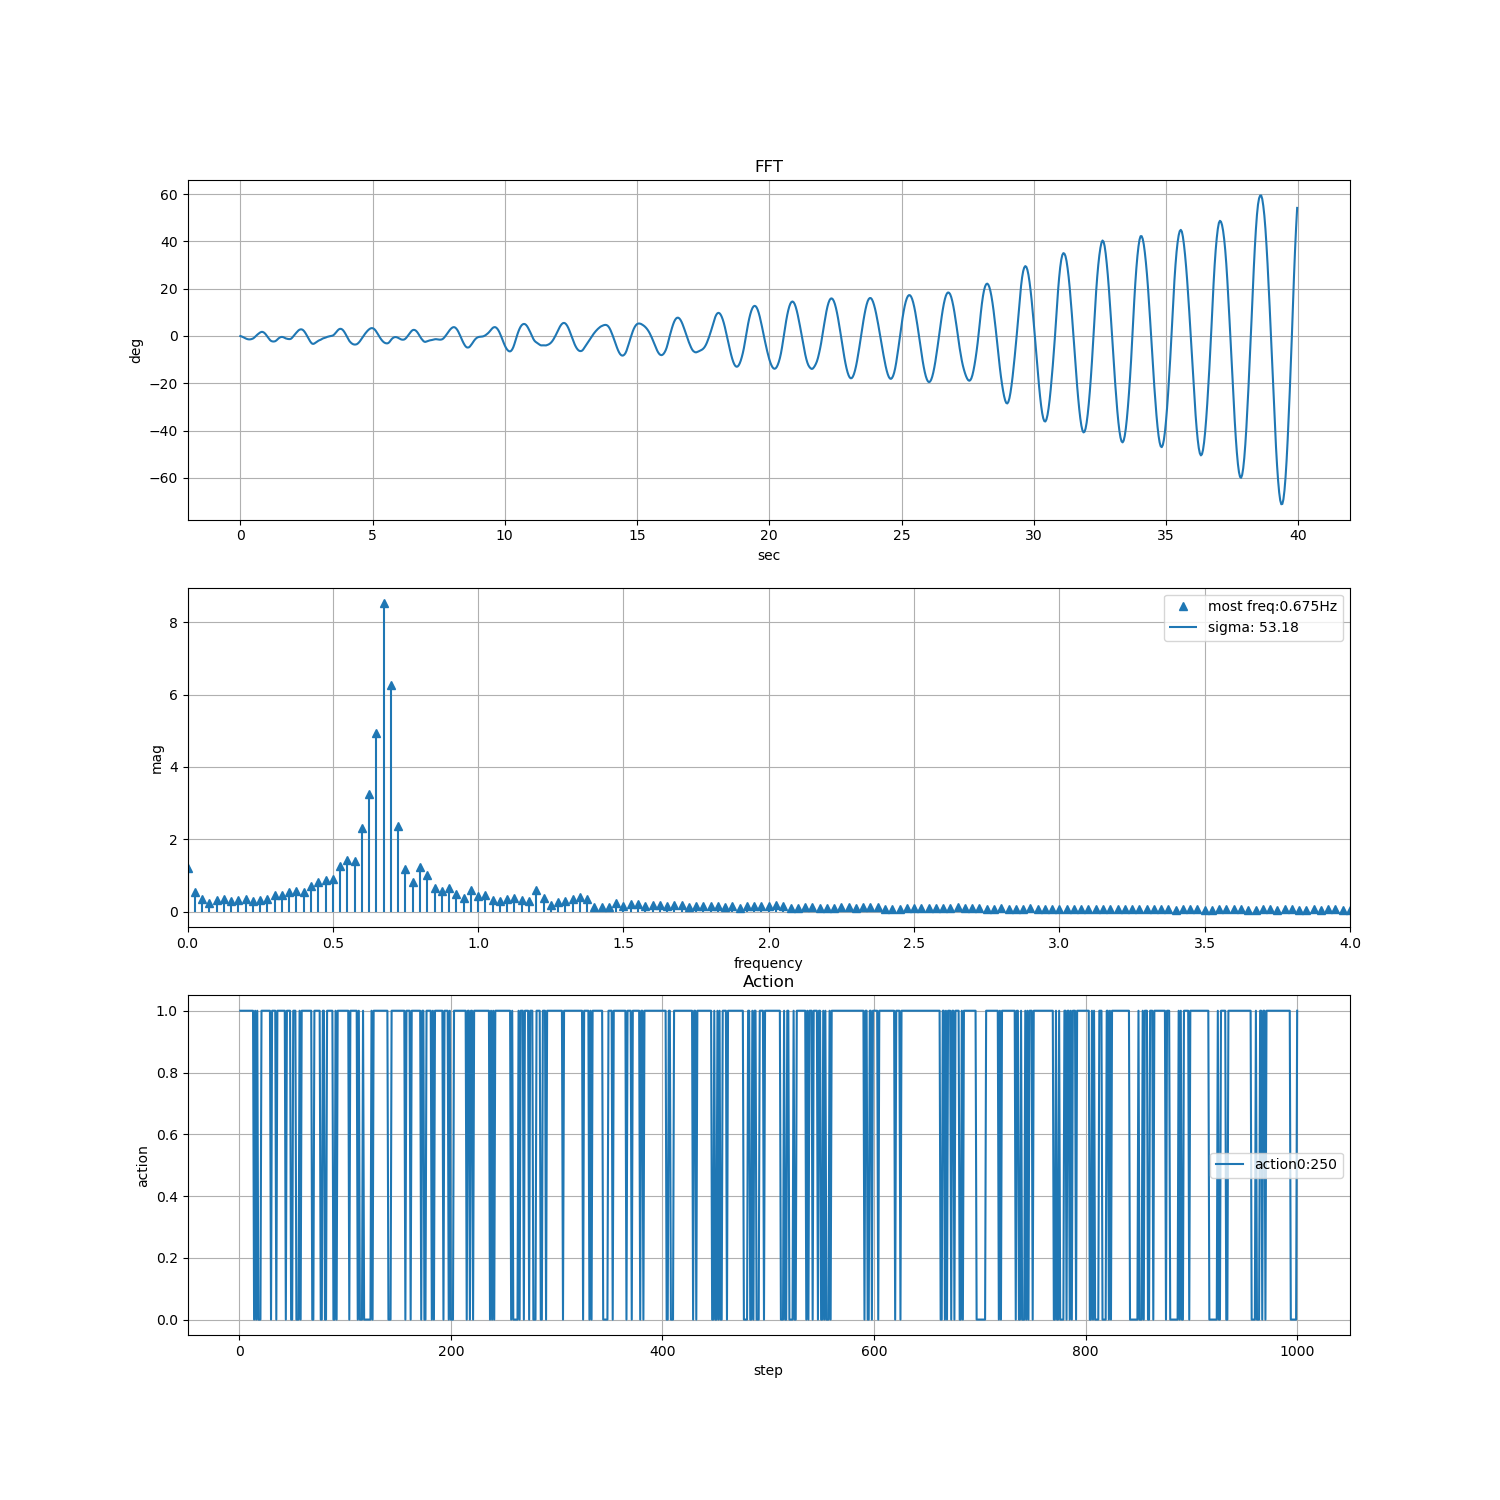 FFT
60
40
20
0
−20
−40
−60
deg
0 5 10 15 20 25 30 35 40
sec
most freq:0.675Hz
sigma: 53.18
8
6
4
2
0
mag
0.0 0.5 1.0 1.5 2.0 2.5 3.0 3.5 4.0
frequency
Action
1.0
0.8
0.6
0.4
0.2
0.0
action
action0:250
0 200 400 600 800 1000
step